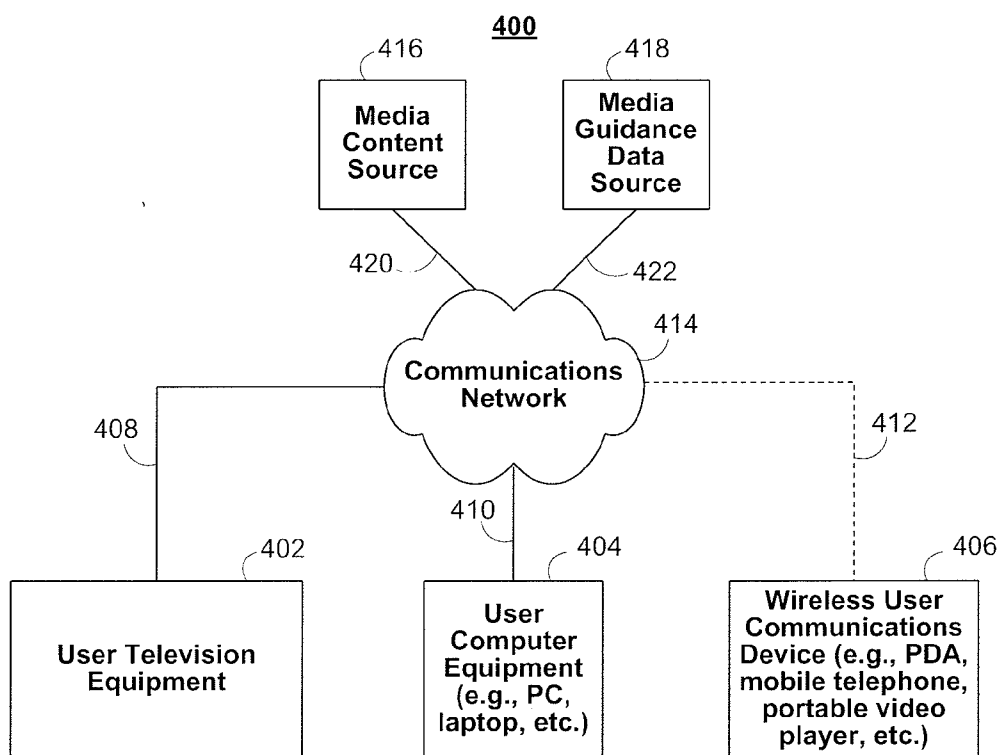 400
416
418
Media
Content
Source
Media
Guidance
Data
Source
420
422
414
Communications
Network
408
412
410
402
404
406
User Television
Equipment
User
Computer
Equipment
(e.g., PC,
laptop, etc.)
Wireless User
Communications
Device (e.g., PDA,
mobile telephone,
portable video
player, etc.)